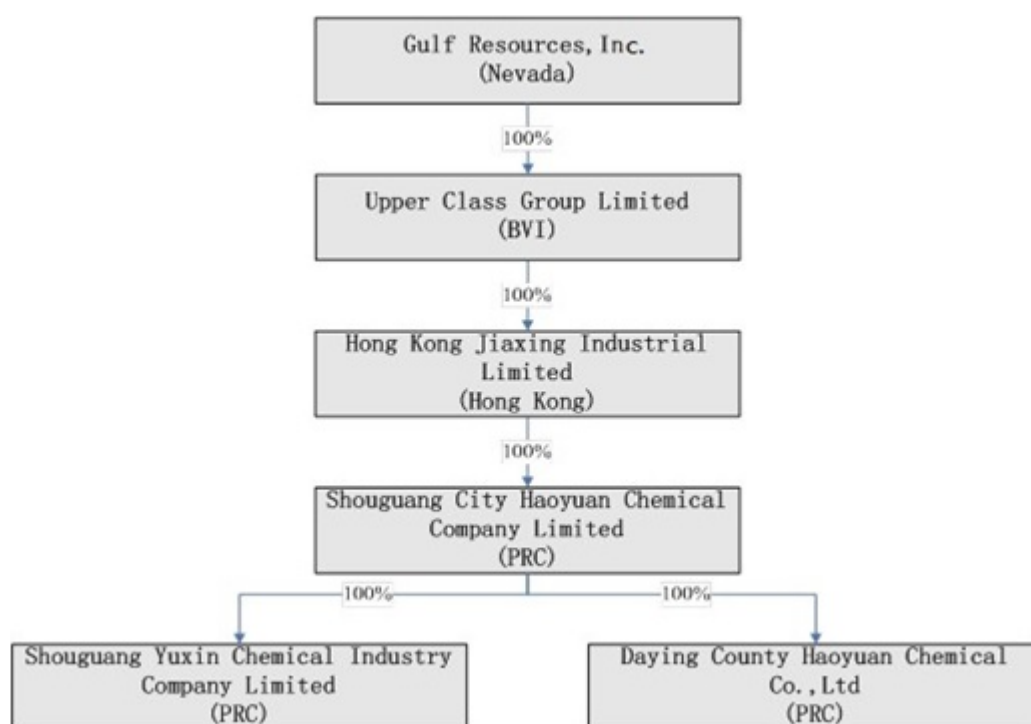 Gulf Resources,Inc.
(Nevada)
100%
Upper Class Group Limited
(BVI)
100%
Hong Kong Jiaxing Industrial
Limited
(Hong Kong)
100%
Shouguang City Haoyuan Chemical
Company Limited
(PRC)
100%
100%
Shouguang Yuxin Chemical Industry
Company Limited
(PRC)
Daying County Haoyuan Chemical
Co.,Ltd
(PRC)